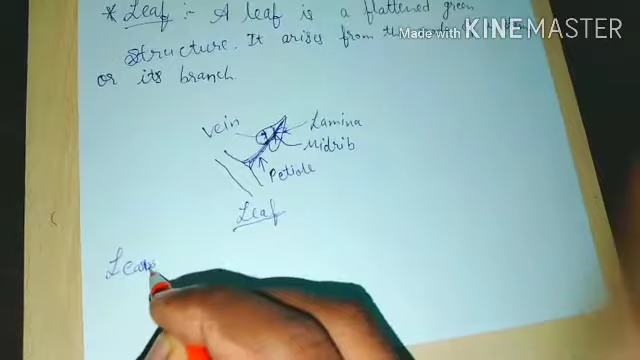 * Leaf :- A leaf is a flattened green
structure. It arises from the
or its branch
Made with KINEMASTER
Vein
Lamina
Midrib
Petiole
Leaf
Lea